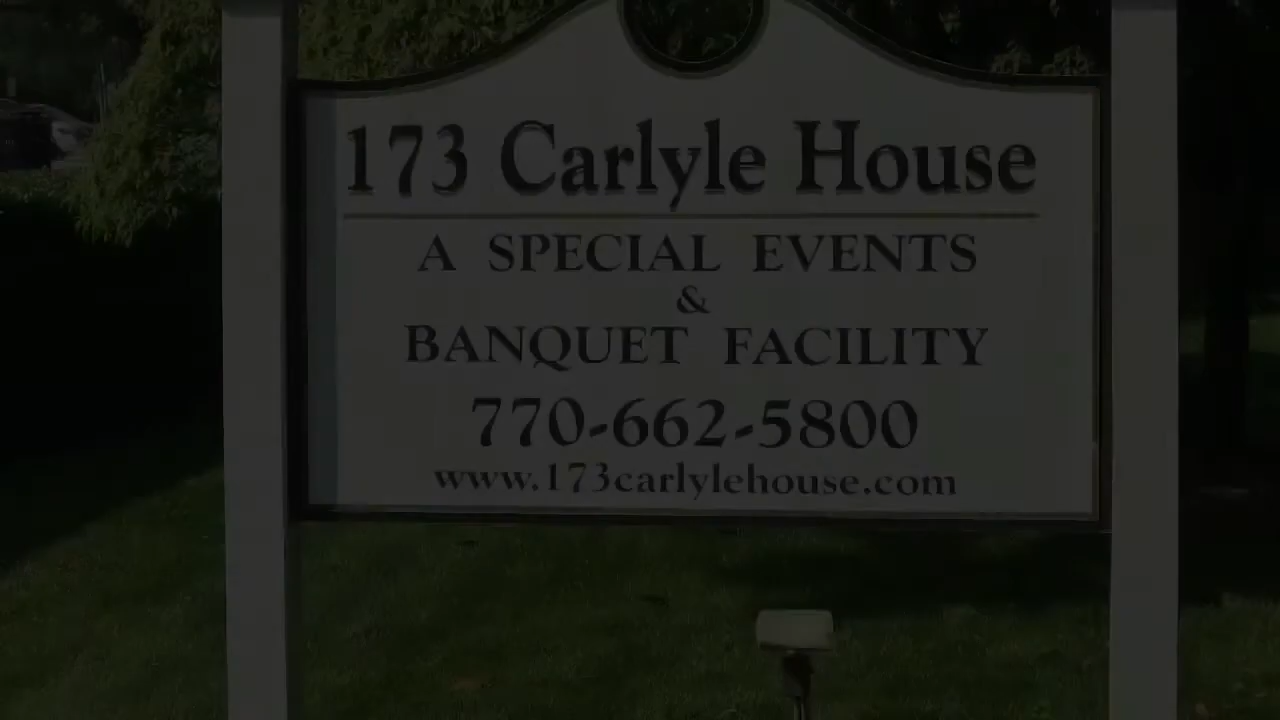 173 Carlyle House
A SPECIAL EVENTS
&
BANQUET FACILITY
770-662-5800
www.173carlylehouse.com